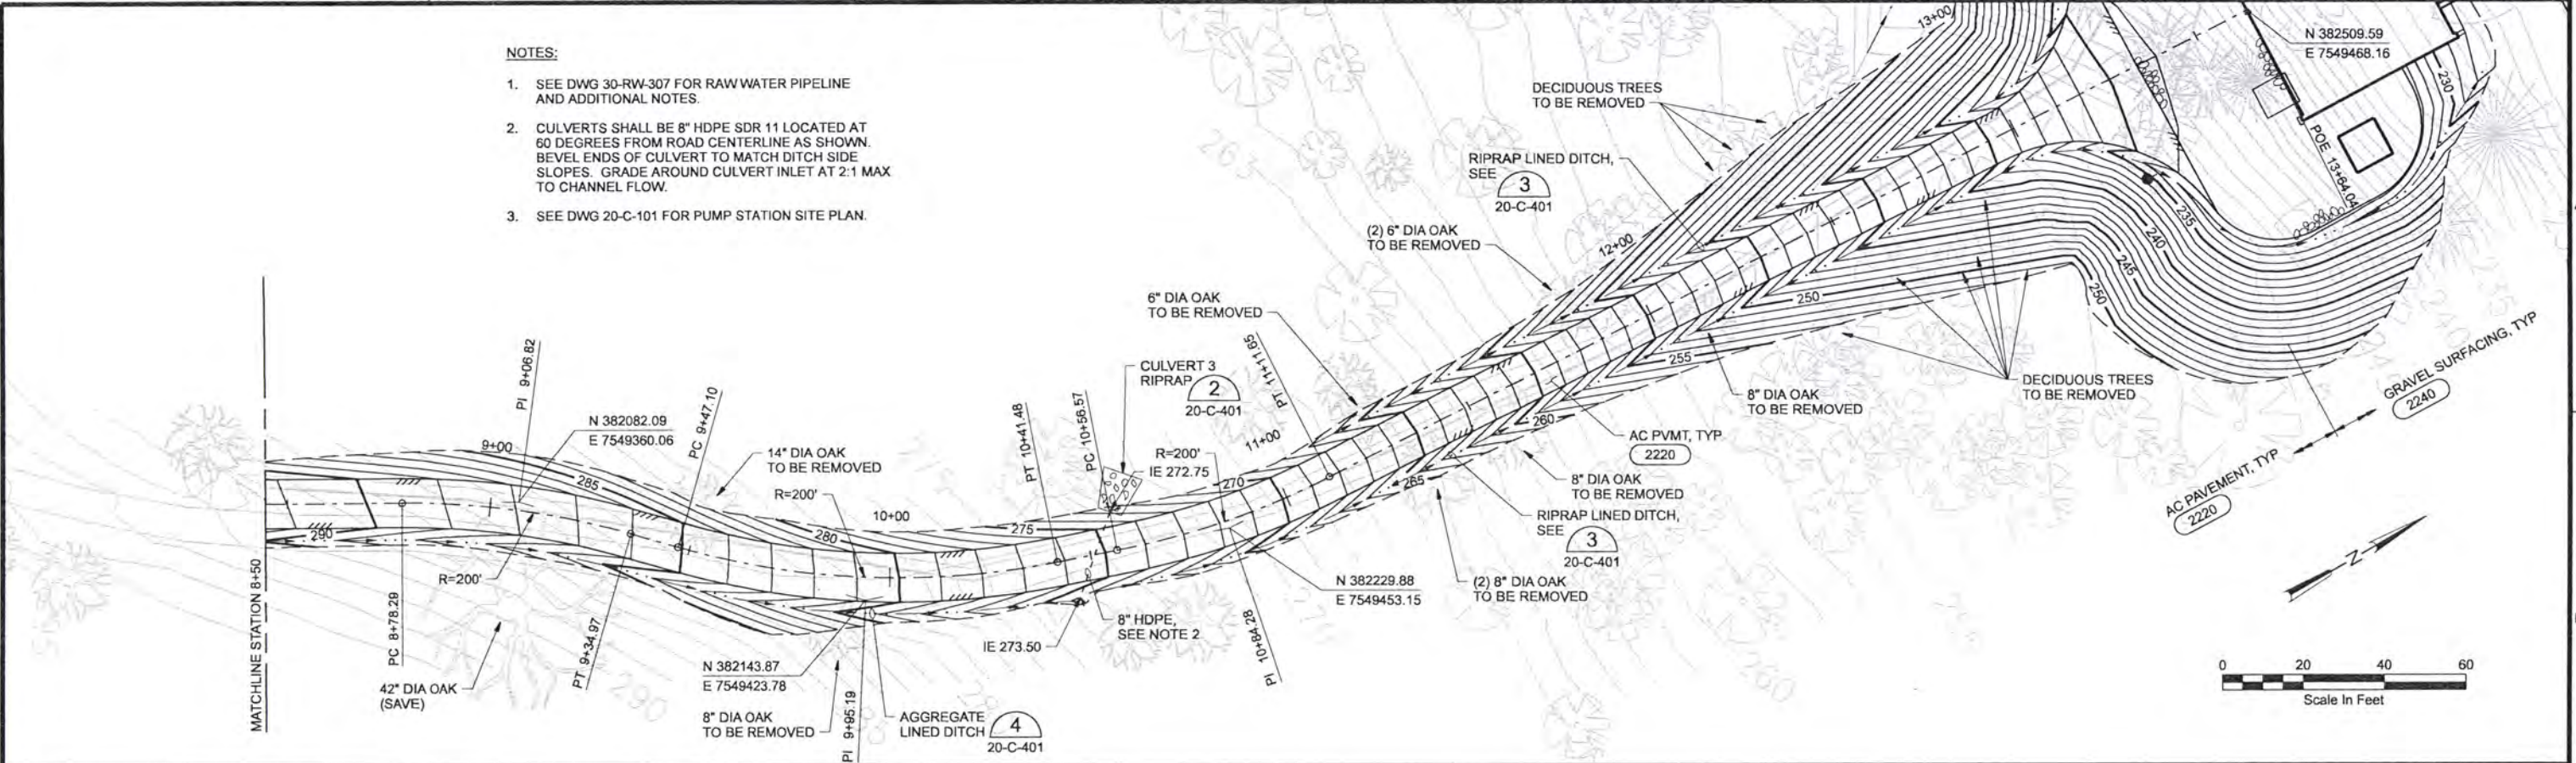 NOTES:
1. SEE DWG 30-RW-307 FOR RAW WATER PIPELINE
AND ADDITIONAL NOTES.
2. CULVERTS SHALL BE 8" HDPE SDR 11 LOCATED AT
60 DEGREES FROM ROAD CENTERLINE AS SHOWN.
BEVEL ENDS OF CULVERT TO MATCH DITCH SIDE
SLOPES. GRADE AROUND CULVERT INLET AT 2:1 MAX
TO CHANNEL FLOW.
3. SEE DWG 20-C-101 FOR PUMP STATION SITE PLAN.
MATCHLINE STATION 8+50
290
PC 8+78.29
R=200'
42" DIA OAK
(SAVE)
9+00
285
PI 9+06.82
N 382082.09
E 7549360.06
PT 9+34.97
PC 9+47.10
290
14" DIA OAK
TO BE REMOVED
R=200'
280
10+00
N 382143.87
E 7549423.78
8" DIA OAK
TO BE REMOVED
PI 9+95.19
AGGREGATE
LINED DITCH
4
20-C-401
275
PT 10+41.48
PC 10+56.57
IE 273.50
8" HDPE,
SEE NOTE 2
CULVERT 3
RIPRAP
2
20-C-401
R=200'
IE 272.75
270
11+00
PI 10+84.28
PT 11+11.65
N 382229.88
E 7549453.15
6" DIA OAK
TO BE REMOVED
265
(2) 8" DIA OAK
TO BE REMOVED
RIPRAP LINED DITCH,
SEE
3
20-C-401
8" DIA OAK
TO BE REMOVED
AC PVMT, TYP
2220
260
255
250
(2) 6" DIA OAK
TO BE REMOVED
12+00
RIPRAP LINED DITCH,
SEE
3
20-C-401
DECIDUOUS TREES
TO BE REMOVED
263
13+00
8" DIA OAK
TO BE REMOVED
260
DECIDUOUS TREES
TO BE REMOVED
N 382509.59
E 7549468.16
230
POE 13+64.04
235
240
245
250
240
235
GRAVEL SURFACING, TYP
2240
AC PAVEMENT, TYP
2220
Z
0 20 40 60
Scale In Feet